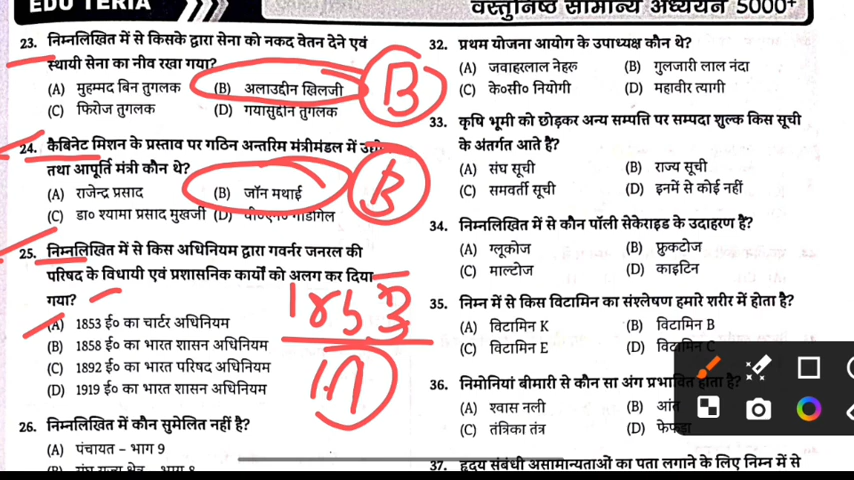 EDU TERIA
वस्तुनिष्ठ सामान्य अध्ययन 5000+
23. निम्नलिखित में से किसके द्वारा सेना को नकद वेतन देने एवं
स्थायी सेना का नीव रखा गया?
(A) मुहम्मद बिन तुगलक (B) अलाउद्दीन खिलजी
(C) फिरोज तुगलक (D) गयासुद्दीन तुगलक
B
24. कैबिनेट मिशन के प्रस्ताव पर गठिन अन्तरिम मंत्रीमंडल में
तथा आपूर्ति मंत्री कौन थे?
(A) राजेन्द्र प्रसाद (B) जॉन मथाई
(C) डा० श्यामा प्रसाद मुखर्जी (D)
B
25. निम्नलिखित में से किस अधिनियम द्वारा गवर्नर जनरल की
परिषद के विधायी एवं प्रशासनिक कार्यों को अलग कर दिया
गया?
(A) 1853 ई० का चार्टर अधिनियम
(B) 1858 ई० का भारत शासन अधिनियम
(C) 1892 ई० का भारत परिषद अधिनियम
(D) 1919 ई० का भारत शासन अधिनियम
1853
26. निम्नलिखित में कौन सुमेलित नहीं है?
(A) पंचायत – भाग 9
32. प्रथम योजना आयोग के उपाध्यक्ष कौन थे?
(A) जवाहरलाल नेहरू (B) गुलजारी लाल नंदा
(C) के०सी० नियोगी (D) महावीर त्यागी
33. कृषि भूमी को छोड़कर अन्य सम्पत्ति पर सम्पदा शुल्क किस सूची
के अंतर्गत आते हैं?
(A) संघ सूची (B) राज्य सूची
(C) समवर्ती सूची (D) इनमें से कोई नहीं
34. निम्नलिखित में से कौन पॉली सेकेराइड के उदाहरण है?
(A) ग्लूकोज (B) फ्रुकटोज
(C) माल्टोज (D) काइटिन
35. निम्न में से किस विटामिन का संश्लेषण हमारे शरीर में होता है?
(A) विटामिन K (B) विटामिन B
(C) विटामिन E (D) विटामिन C
36. निमोनियां बीमारी से कौन सा अंग प्रभावित होता है?
(A) श्वास नली (B) आंत
(C) तंत्रिका तंत्र (D) फेफड़ा
37. हृदय संबंधी असामान्यताओं का पता लगाने के लिए निम्न में से